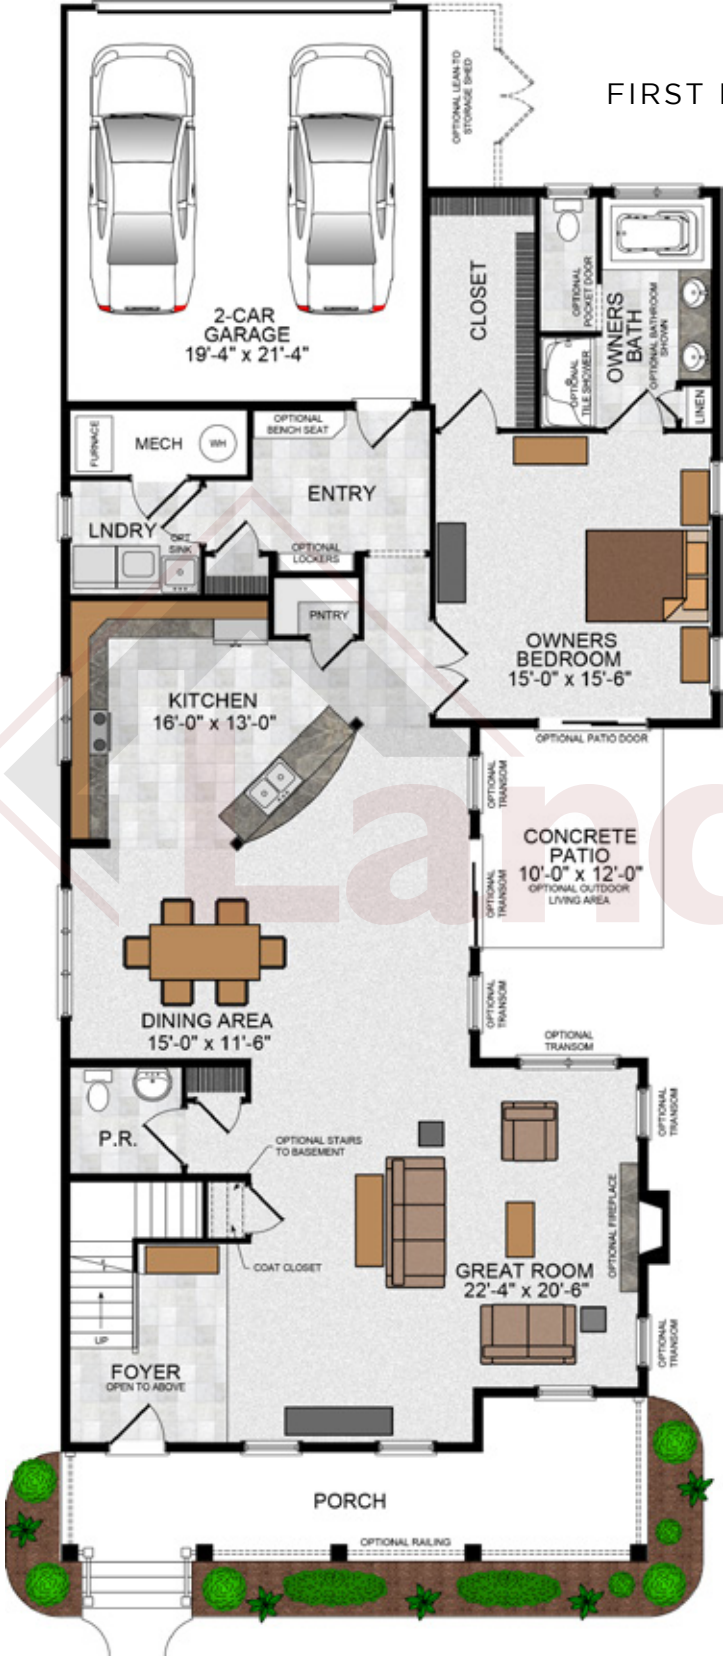 OPTIONAL LEAN-TO
STORAGE SHED
FIRST
2-CAR
GARAGE
19'-4" x 21'-4"
CLOSET
OPTIONAL
POCKET DOOR
OWNERS
BATH
OPTIONAL BATHROOM
SHOWN
OPTIONAL
TILE SHOWER
LINEN
FURNACE
MECH
WH
OPTIONAL
BENCH SEAT
ENTRY
LNDRY
OPT
SINK
OPTIONAL
LOCKERS
PNTRY
OWNERS
BEDROOM
15'-0" x 15'-6"
KITCHEN
16'-0" x 13'-0"
OPTIONAL PATIO DOOR
OPTIONAL
TRANSOM
CONCRETE
PATIO
10'-0" x 12'-0"
OPTIONAL OUTDOOR
LIVING AREA
OPTIONAL
TRANSOM
Lanc
DINING AREA
15'-0" x 11'-6"
OPTIONAL
TRANSOM
OPTIONAL
TRANSOM
OPTIONAL
TRANSOM
P.R.
OPTIONAL STAIRS
TO BASEMENT
OPTIONAL FIREPLACE
COAT CLOSET
GREAT ROOM
22'-4" x 20'-6"
UP
OPTIONAL
TRANSOM
FOYER
OPEN TO ABOVE
PORCH
OPTIONAL RAILING